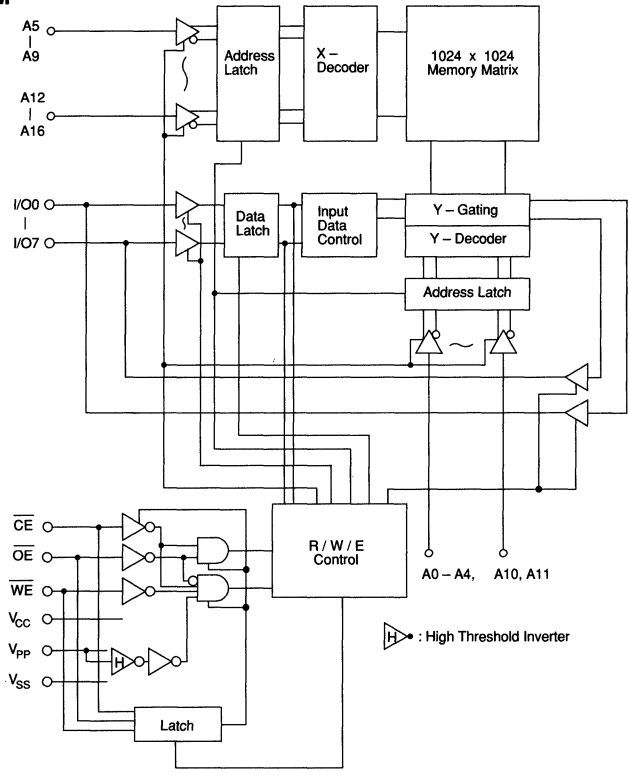 A5
|
A9
Address
Latch
X –
Decoder
1024 x 1024
Memory Matrix
A12
|
A16
I/O0
|
I/O7
Data
Latch
Input
Data
Control
Y – Gating
Y – Decoder
Address Latch
CE
OE
WE
VCC
VPP
VSS
H
R / W / E
Control
A0 – A4, A10, A11
H : High Threshold Inverter
Latch